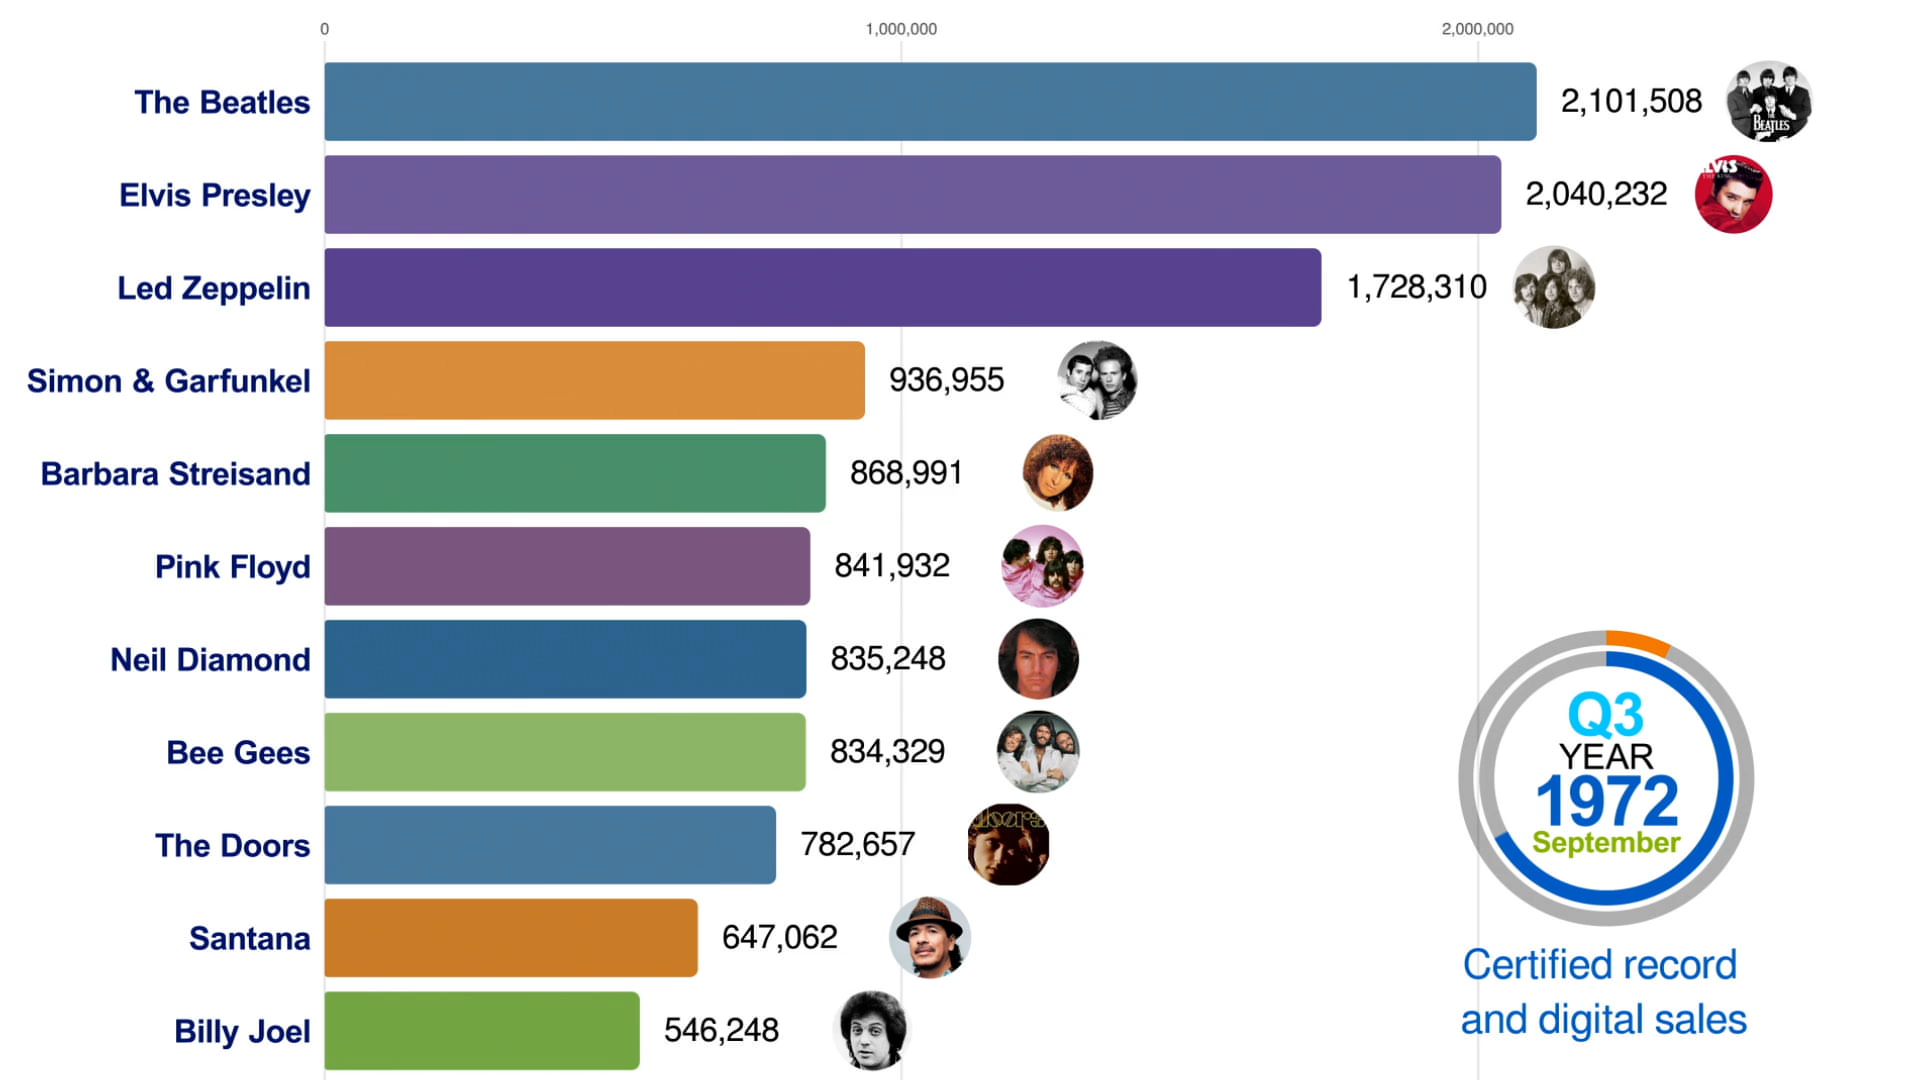 0 1,000,000 2,000,000
The Beatles 2,101,508
BEATLES
Elvis Presley 2,040,232
Led Zeppelin 1,728,310
Simon & Garfunkel 936,955
Barbara Streisand 868,991
Pink Floyd 841,932
Neil Diamond 835,248
Bee Gees 834,329
The Doors 782,657
Santana 647,062
Billy Joel 546,248
Q3
YEAR
1972
September
Certified record
and digital sales